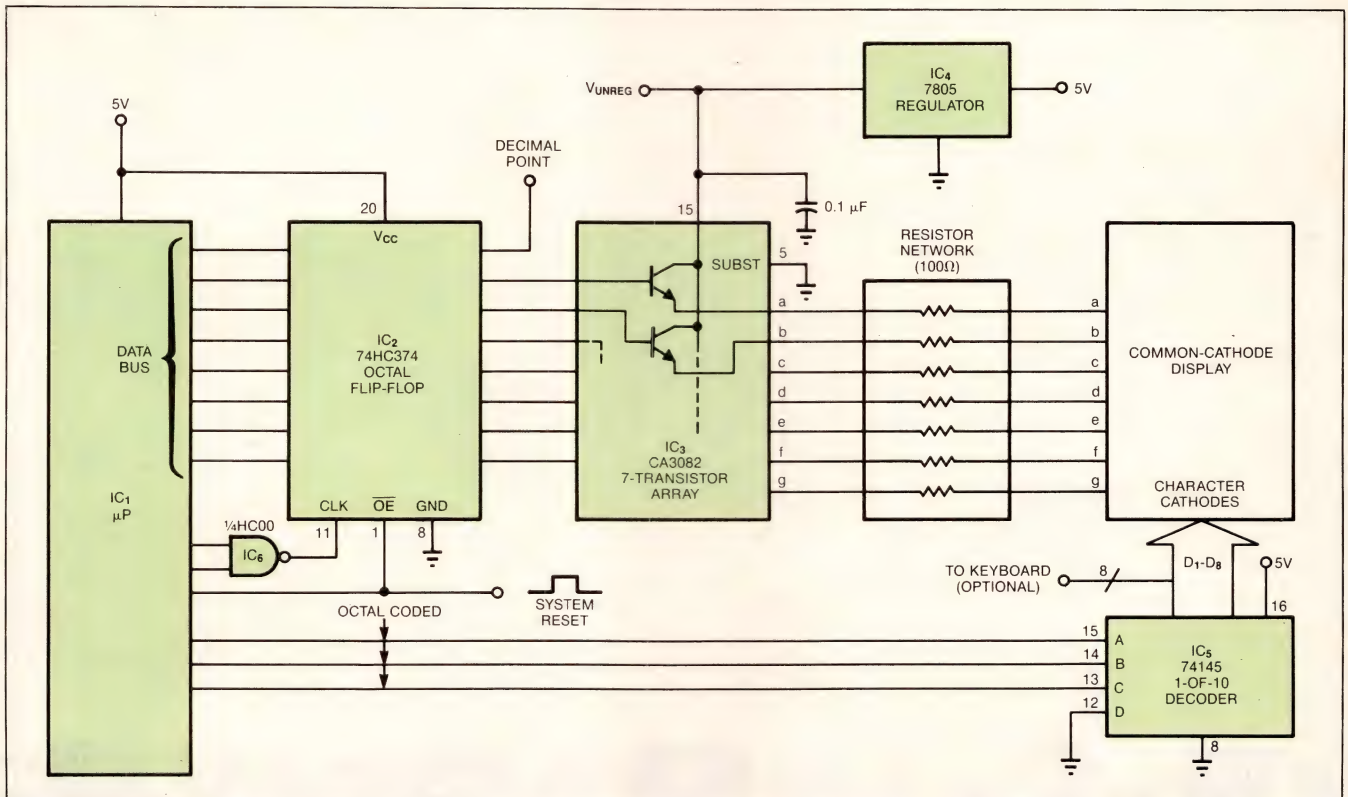 5V
DATA
BUS
IC1
μP
20
VCC
IC2
74HC374
OCTAL
FLIP-FLOP
CLK
OE
GND
11
1
8
1/4HC00
IC6
DECIMAL
POINT
OCTAL CODED
SYSTEM
RESET
VUNREG
IC4
7805
REGULATOR
5V
0.1 μF
15
SUBST
5
a
b
c
d
e
f
g
IC3
CA3082
7-TRANSISTOR
ARRAY
RESISTOR
NETWORK
(100Ω)
a
b
c
d
e
f
g
COMMON-CATHODE
DISPLAY
CHARACTER
CATHODES
TO KEYBOARD
(OPTIONAL)
8
D1-D8
5V
16
15
14
13
12
A
B
C
D
IC5
74145
1-OF-10
DECODER
8